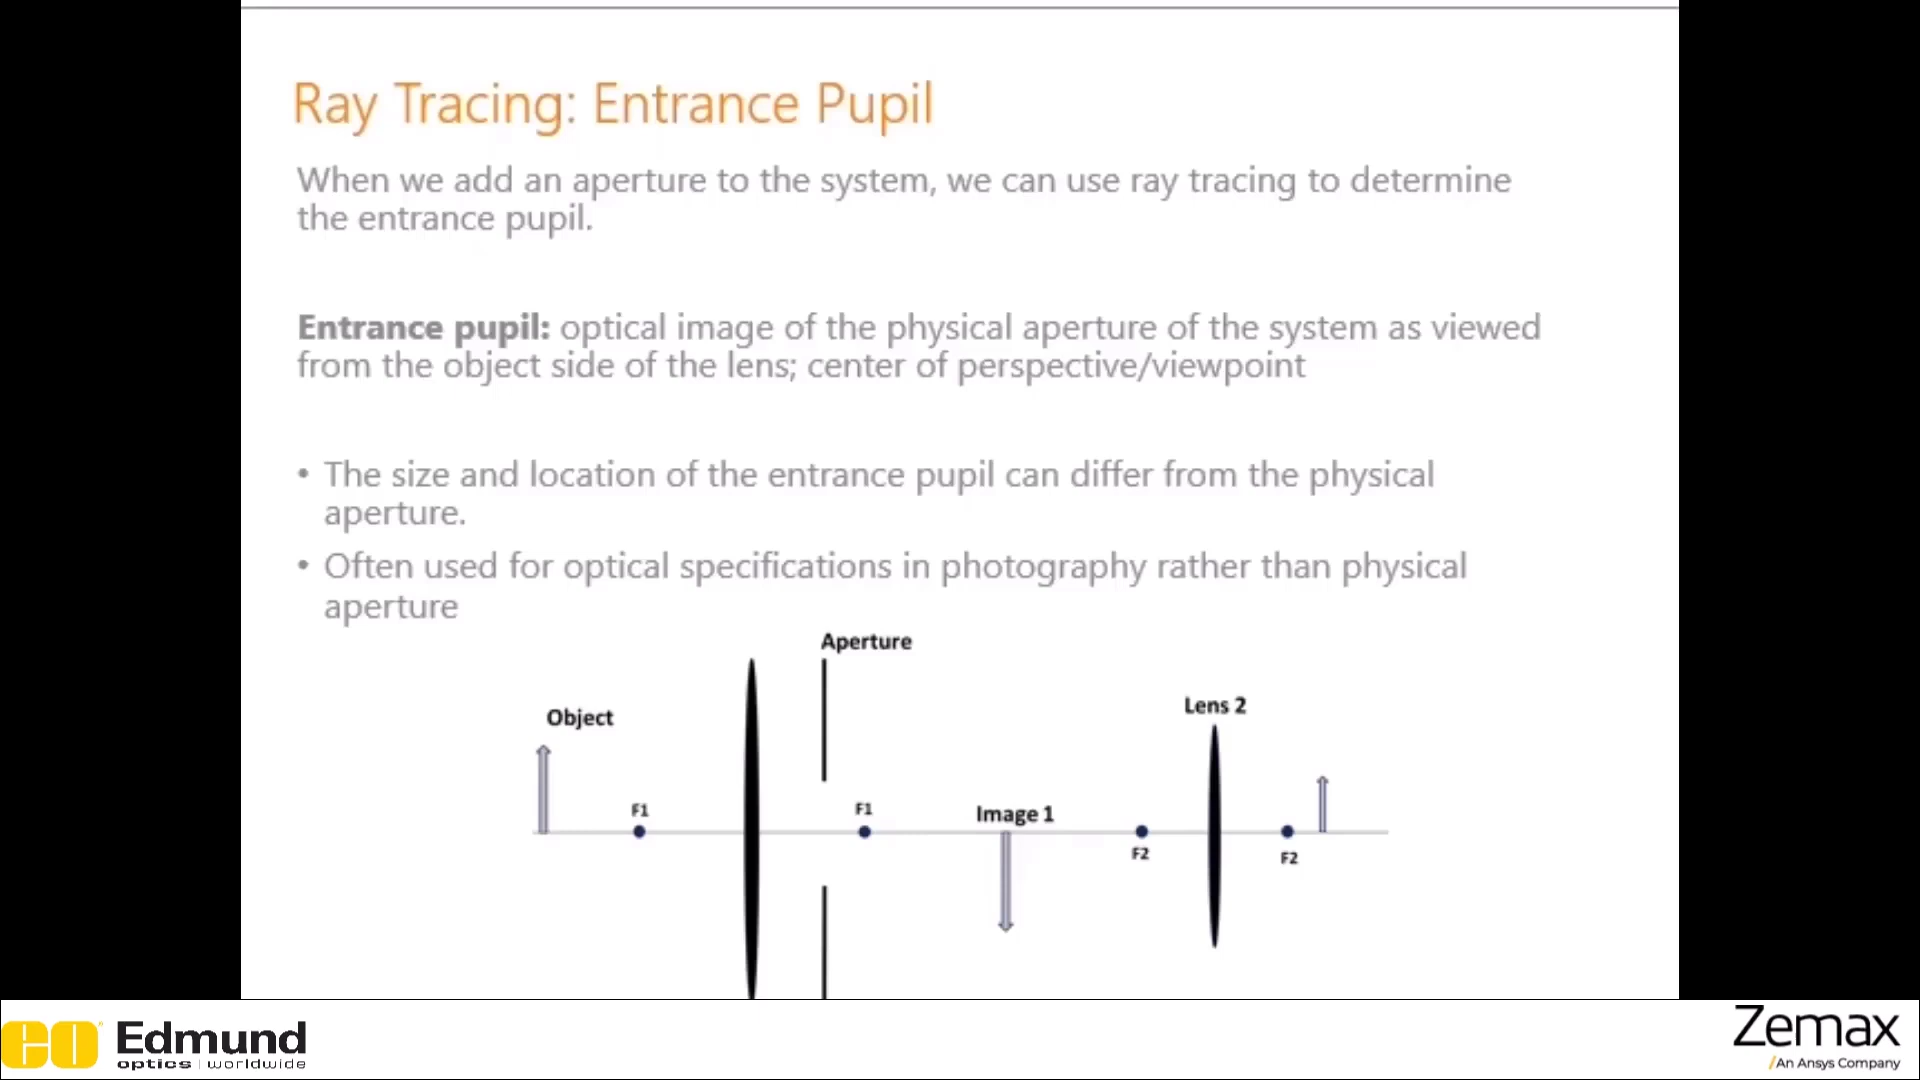 Ray Tracing: Entrance Pupil
When we add an aperture to the system, we can use ray tracing to determine
the entrance pupil.
Entrance pupil: optical image of the physical aperture of the system as viewed
from the object side of the lens; center of perspective/viewpoint
• The size and location of the entrance pupil can differ from the physical
aperture.
• Often used for optical specifications in photography rather than physical
aperture
Aperture
Object
Lens 2
F1
F1
Image 1
F2
F2
EO Edmund
optics | worldwide
Zemax
/An Ansys Company